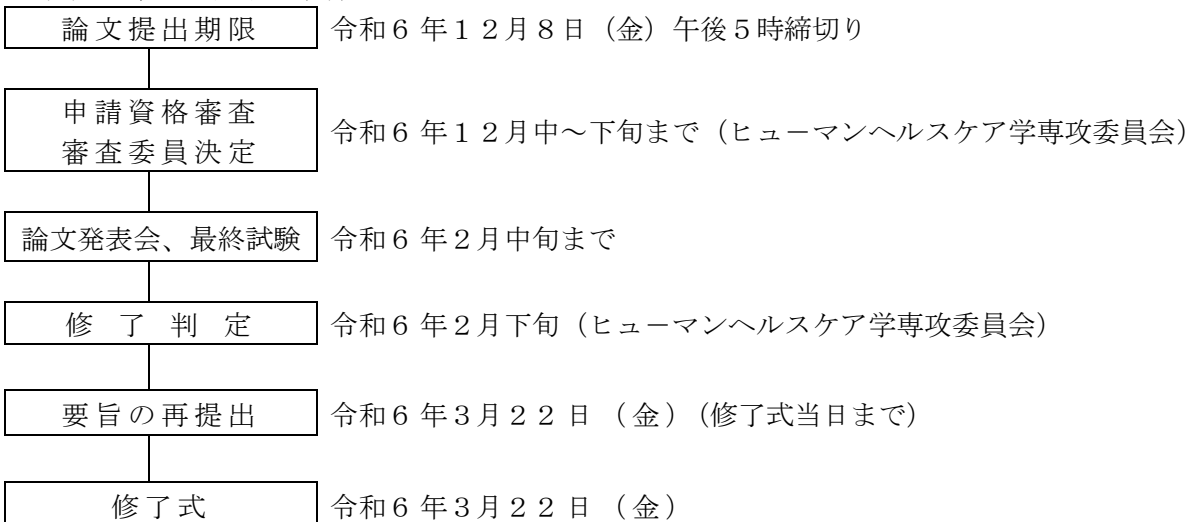 論文提出期限 令和6年12月8日(金)午後5時締切り
申請資格審査
審査委員決定
令和6年12月中~下旬まで(ヒューマンヘルスケア学専攻委員会)
論文発表会、最終試験 令和6年2月中旬まで
修了判定 令和6年2月下旬(ヒューマンヘルスケア学専攻委員会)
要旨の再提出 令和6年3月22日(金)(修了式当日まで)
修了式 令和6年3月22日(金)